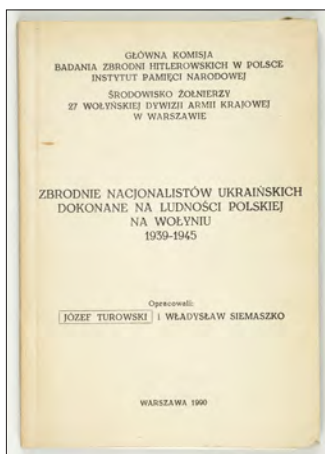 GŁÓWNA KOMISJA
BADANIA ZBRODNI HITLEROWSKICH W POLSCE
INSTYTUT PAMIĘCI NARODOWEJ
ŚRODOWISKO ŻOŁNIERZY
27 WOŁYŃSKIEJ DYWIZJI ARMII KRAJOWEJ
W WARSZAWIE
ZBRODNIE NACJONALISTÓW UKRAIŃSKICH
DOKONANE NA LUDNOŚCI POLSKIEJ
NA WOŁYNIU
1939-1945
Opracowali:
JÓZEF TUROWSKI i WŁADYSŁAW SIEMASZKO
WARSZAWA 1990